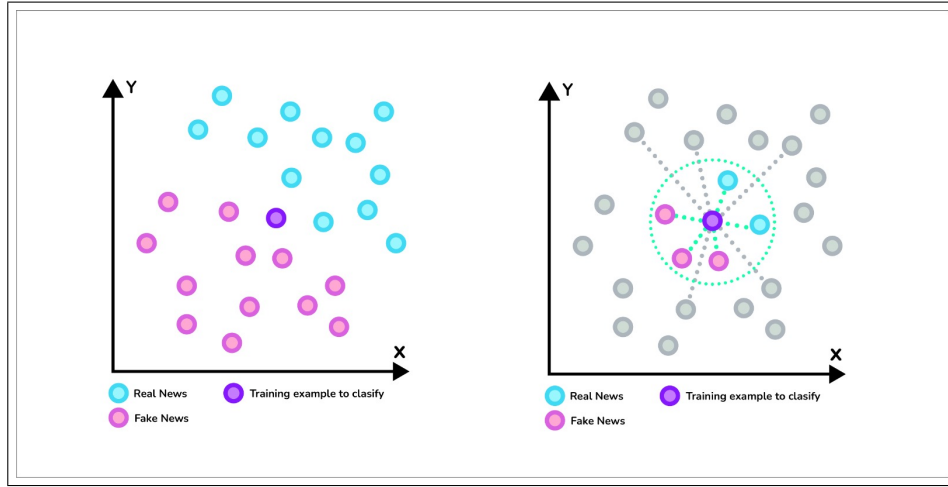 Y
X
Real News
Training example to clasify
Fake News
Y
X
Real News
Training example to clasify
Fake News